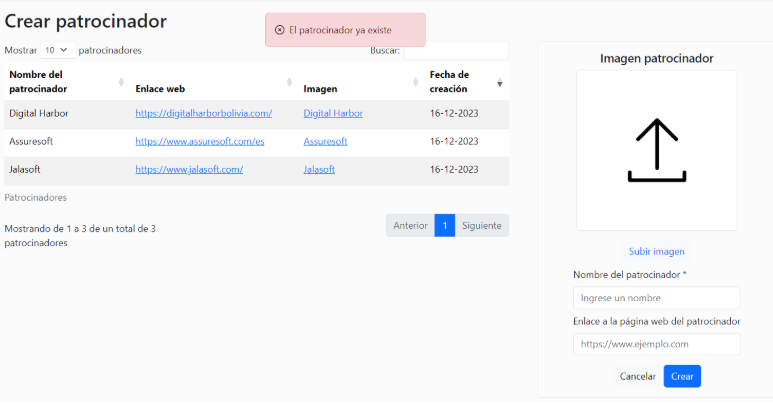 Crear patrocinador
El patrocinador ya existe
Mostrar 10 patrocinadores
Buscar:
Nombre del patrocinador Enlace web Imagen Fecha de creación
Digital Harbor https://digitalharborbolivia.com/ Digital Harbor 16-12-2023
Assuresoft https://www.assuresoft.com/es Assuresoft 16-12-2023
Jalasoft https://www.jalasoft.com/ Jalasoft 16-12-2023
Patrocinadores
Mostrando de 1 a 3 de un total de 3
patrocinadores
Anterior 1 Siguiente
Imagen patrocinador
Subir imagen
Nombre del patrocinador *
Ingrese un nombre
Enlace a la página web del patrocinador
https://www.ejemplo.com
Cancelar Crear